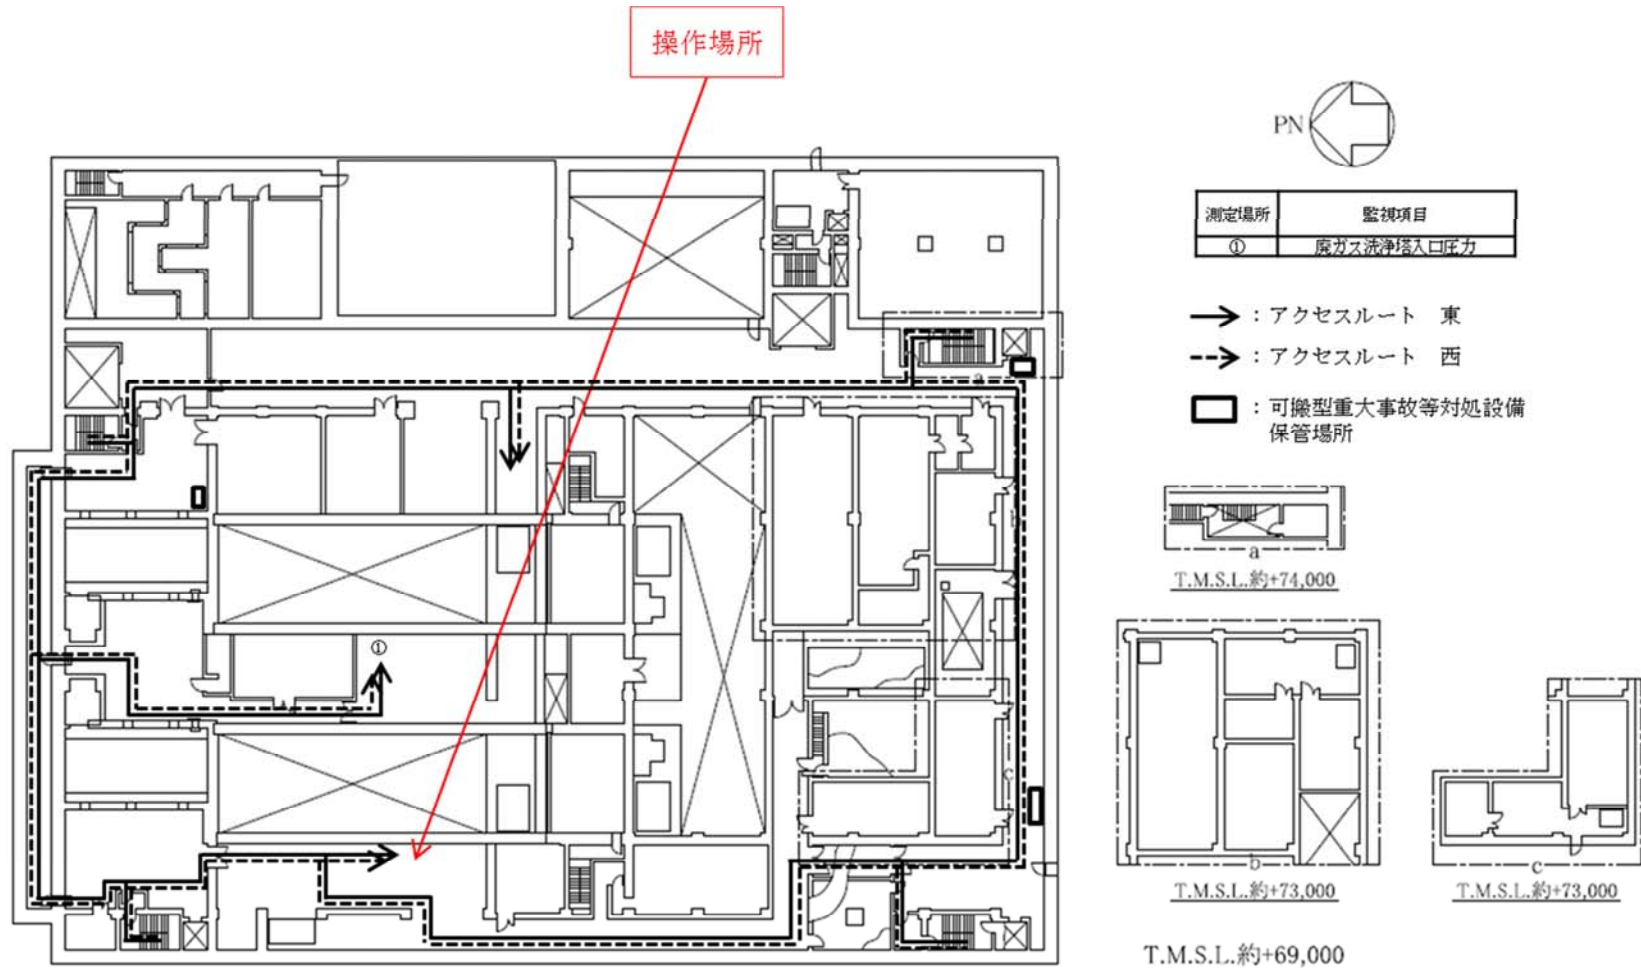 操作場所
PN
測定場所 監視項目
① 廃ガス洗浄塔入口圧力
：アクセスルート 東
：アクセスルート 西
：可搬型重大事故等対処設備
保管場所
a
b
①
c
a
T.M.S.L.約+74,000
b
T.M.S.L.約+73,000
c
T.M.S.L.約+73,000
T.M.S.L.約+69,000